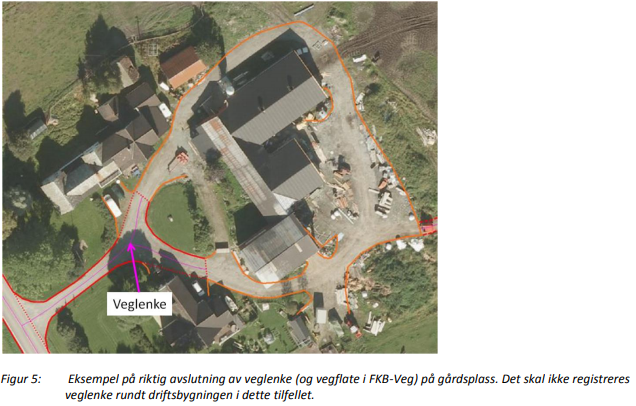 Veglenke
Figur 5: Eksempel på riktig avslutning av veglenke (og vegflate i FKB-Veg) på gårdsplass. Det skal ikke registreres
veglenke rundt driftsbygningen i dette tilfellet.